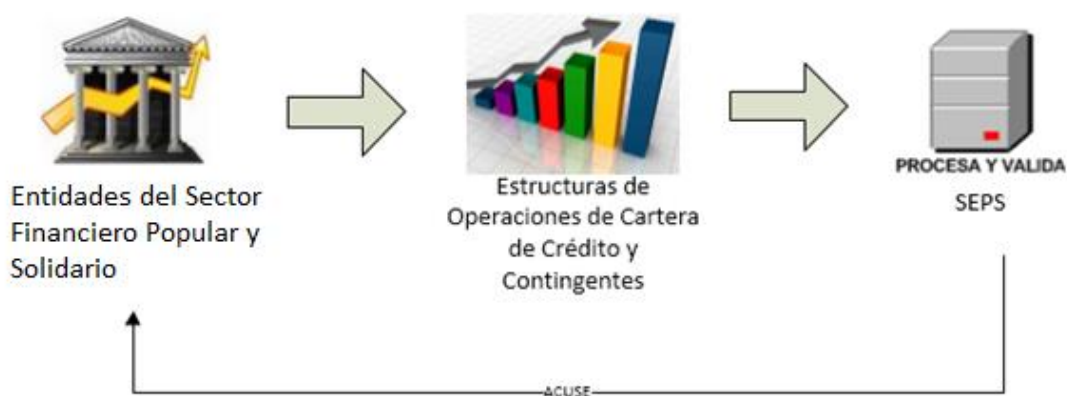 Entidades del Sector
Financiero Popular y
Solidario
Estructuras de
Operaciones de Cartera
de Crédito y
Contingentes
PROCESA Y VALIDA
SEPS
ACUSE